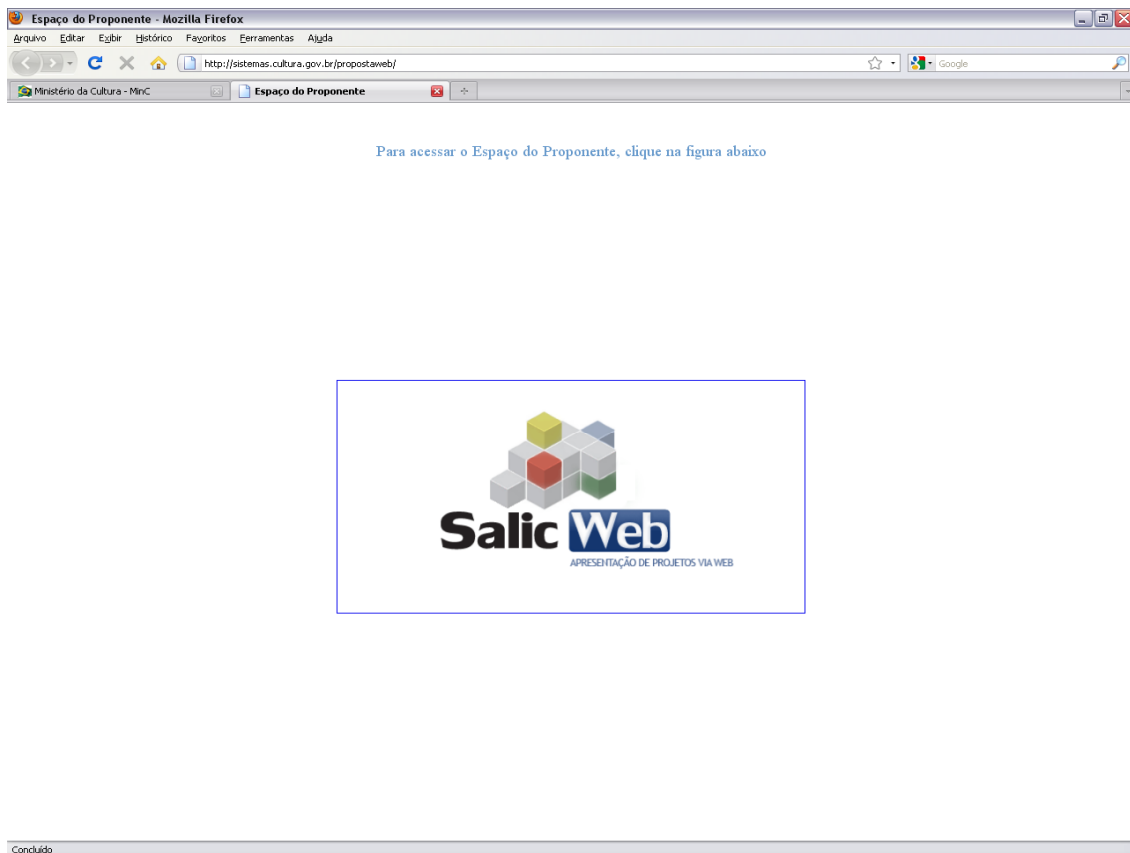 Espaço do Proponente - Mozilla Firefox
Arquivo Editar Exibir Histórico Favoritos Ferramentas Ajuda
http://sistemas.cultura.gov.br/propostaweb/ Google
Ministério da Cultura - MinC Espaço do Proponente
Para acessar o Espaço do Proponente, clique na figura abaixo
Salic Web
APRESENTAÇÃO DE PROJETOS VIA WEB
Concluído